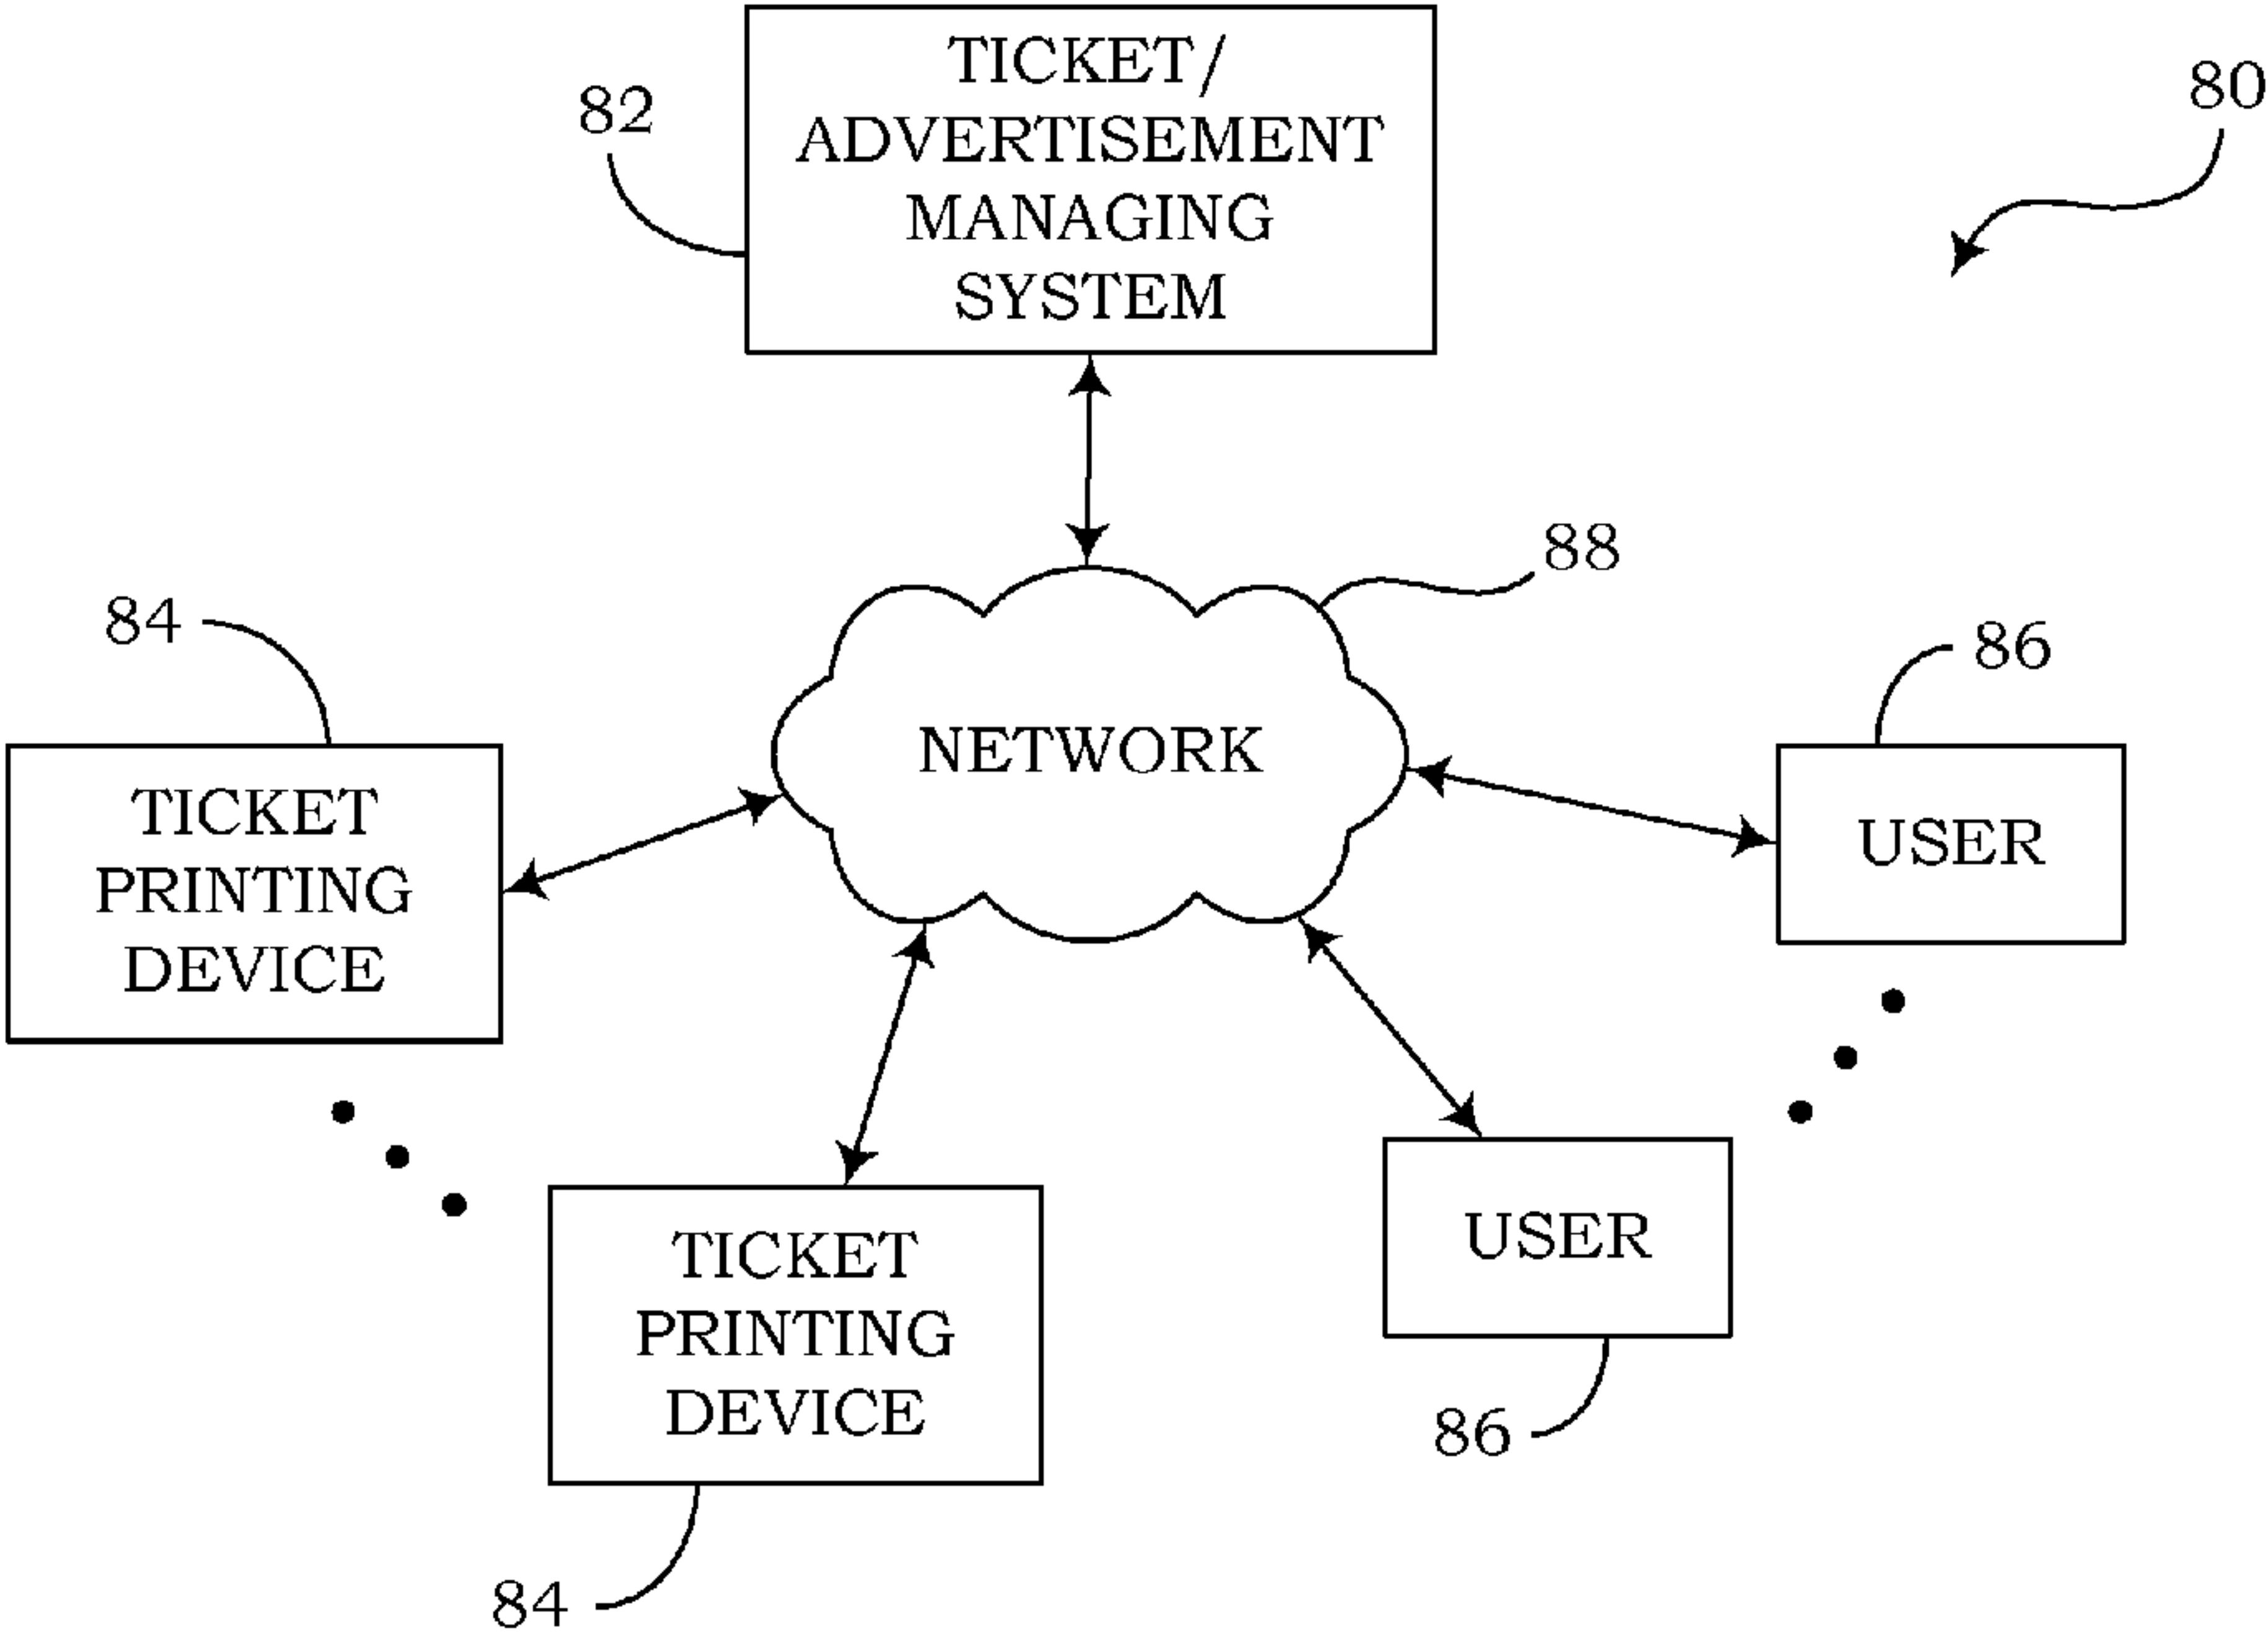 TICKET/
ADVERTISEMENT
MANAGING
SYSTEM
82
80
88
84
86
NETWORK
TICKET
PRINTING
DEVICE
USER
TICKET
PRINTING
DEVICE
USER
86
84